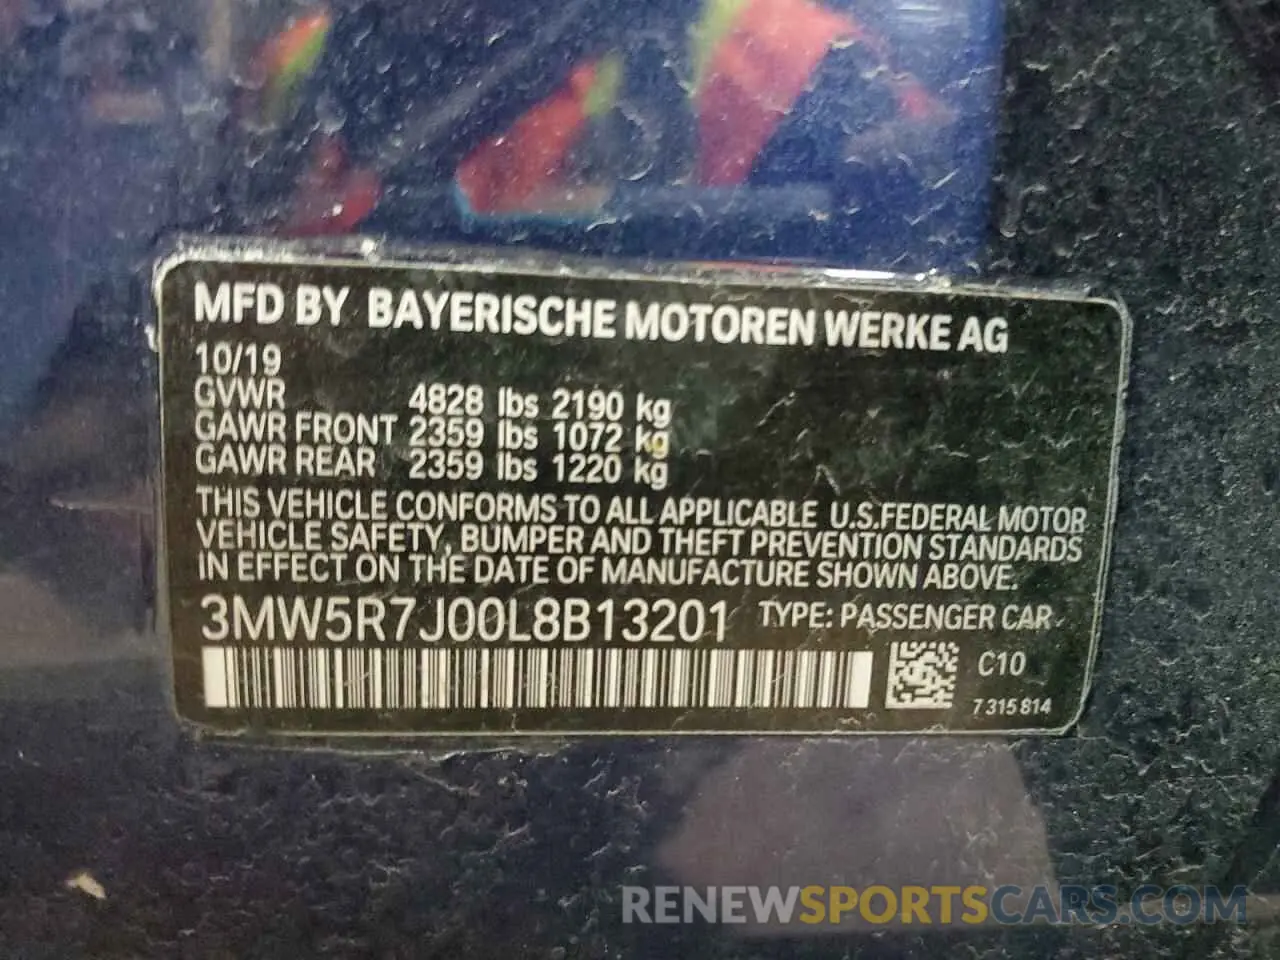 MFD BY BAYERISCHE MOTOREN WERKE AG
10/19
GVWR 4828 lbs 2190 kg
GAWR FRONT 2359 lbs 1072 kg
GAWR REAR 2359 lbs 1220 kg
THIS VEHICLE CONFORMS TO ALL APPLICABLE U.S.FEDERAL MOTOR
VEHICLE SAFETY, BUMPER AND THEFT PREVENTION STANDARDS
IN EFFECT ON THE DATE OF MANUFACTURE SHOWN ABOVE.
3MW5R7J00L8B13201 TYPE: PASSENGER CAR
C10
7 315 814
RENEWSPORTSCARS.COM